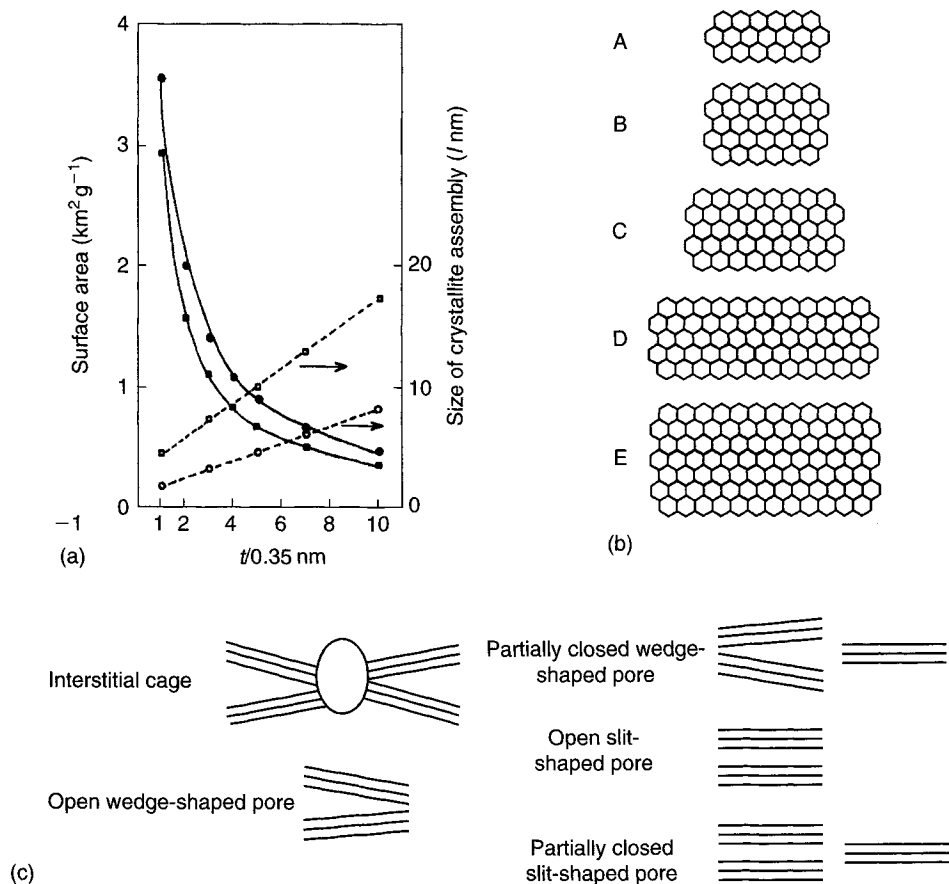 4
3
2
1
0
Surface area (km² g⁻¹)
20
10
0
Size of crystallite assembly (l nm)
−1
1 2 4 6 8 10
t/0.35 nm
(a)
A
B
C
D
E
(b)
Interstitial cage
Open wedge-shaped pore
Partially closed wedge-
shaped pore
Open slit-
shaped pore
Partially closed
slit-shaped pore
(c)